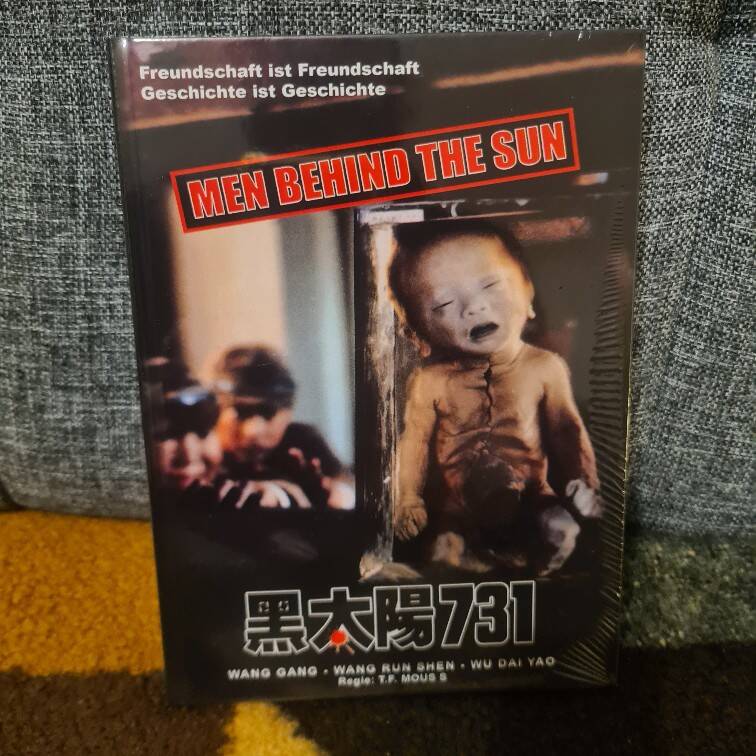 Freundschaft ist Freundschaft
Geschichte ist Geschichte
MEN BEHIND THE SUN
黑太陽731
WANG GANG · WANG RUN SHEN · WU DAI YAO
Regie: T.F. MOUS S